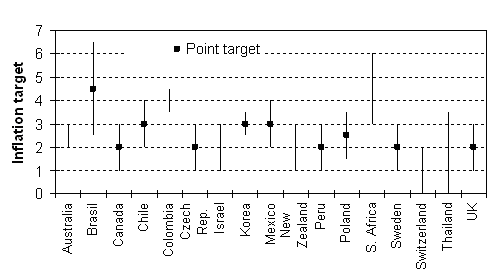 7
6
5
4
3
2
1
0
Inflation target
Point target
Australia
Brasil
Canada
Chile
Colombia
Czech
Rep.
Israel
Korea
Mexico
New
Zealand
Peru
Poland
S. Africa
Sweden
Switzerland
Thailand
UK